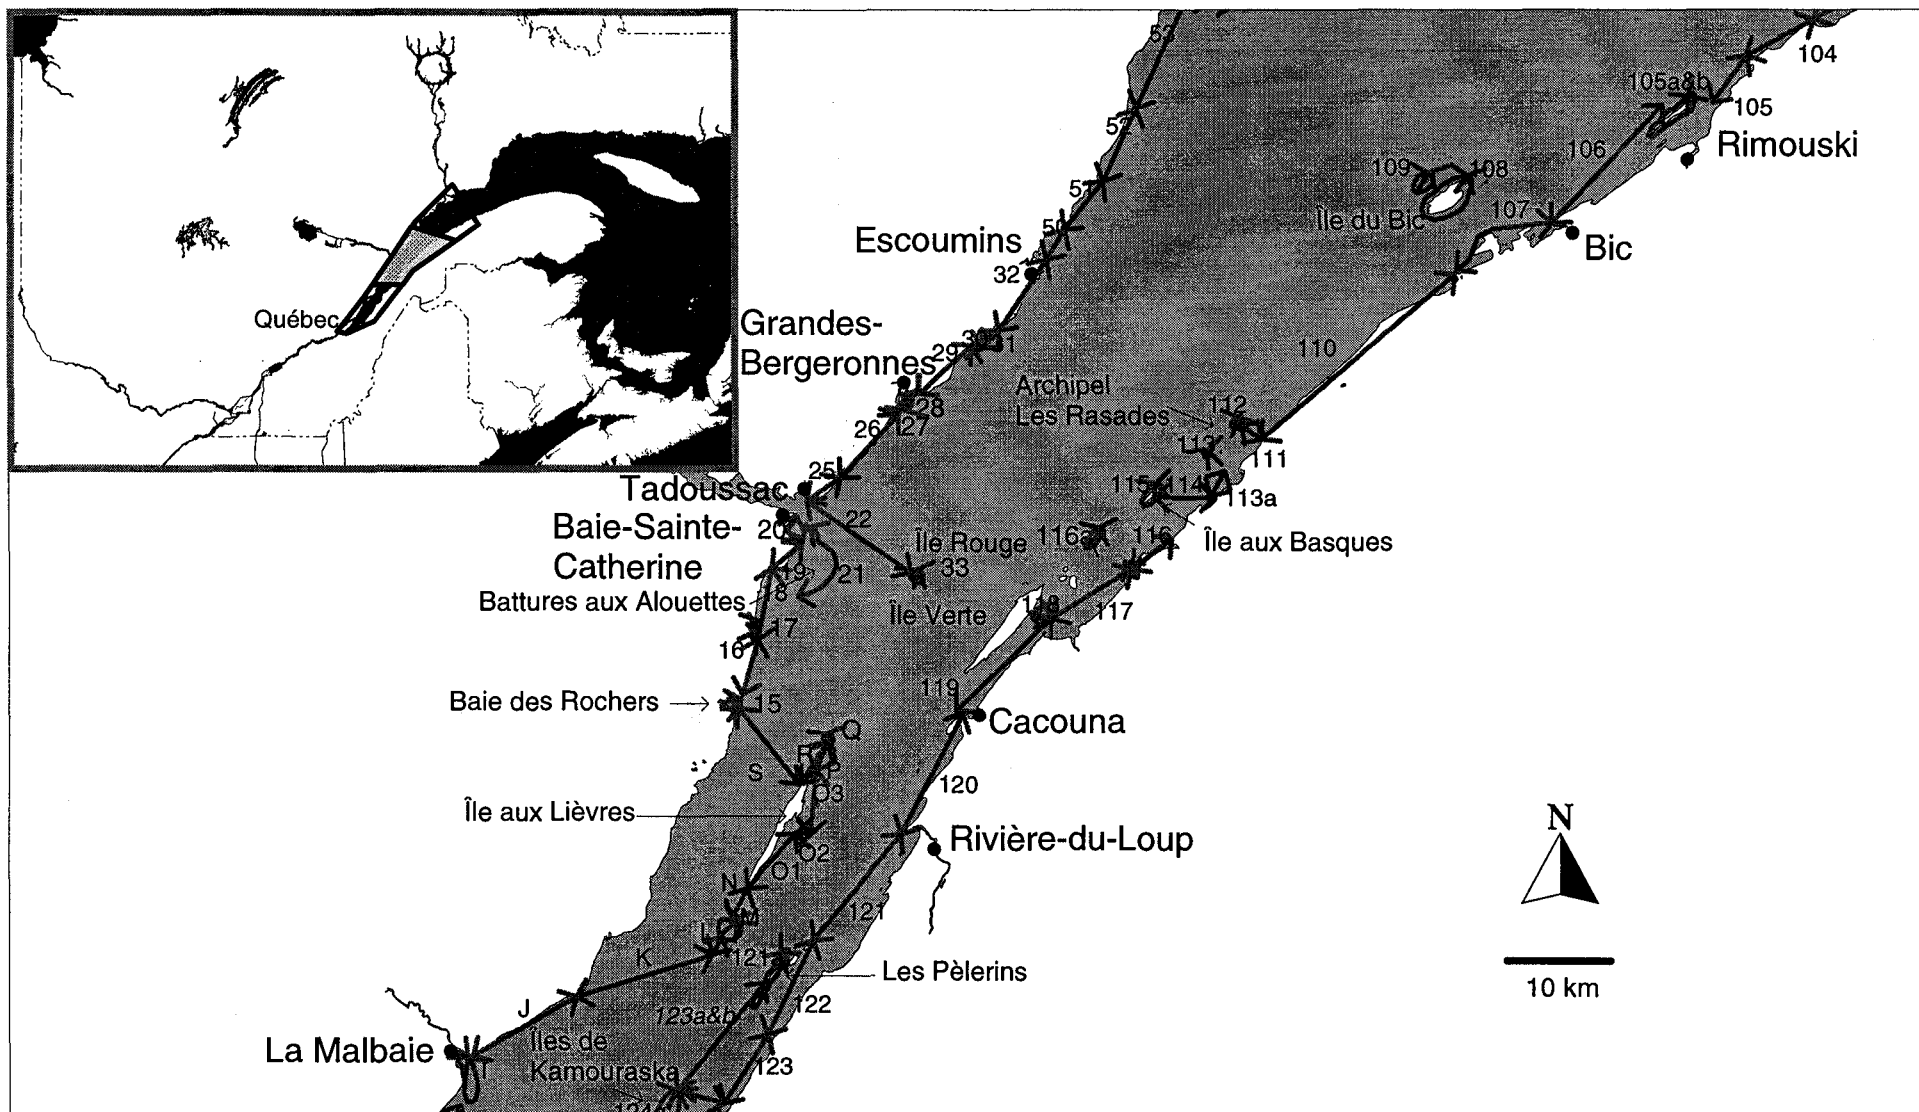 53
104
105a&b
105
52
Rimouski
106
109
108
51
107
Île du Bic
50
Bic
Escoumins
32
Québec
Grandes-
Bergeronnes
30
31
29
110
Archipel
Les Rasades
28
27
26
112
113
111
25
Tadoussac
115
114
113a
22
Baie-Sainte-
Catherine
20
Île Rouge
116a
116
Île aux Basques
33
19
21
Battures aux Alouettes
Île Verte
118
117
17
16
119
Baie des Rochers
15
Cacouna
Q
R
P
S
O3
120
Île aux Lièvres
Rivière-du-Loup
N
O2
O1
N
M
121
L
K
121
Les Pèlerins
J
122
123a&b
10 km
Îles de
Kamouraska
La Malbaie
123